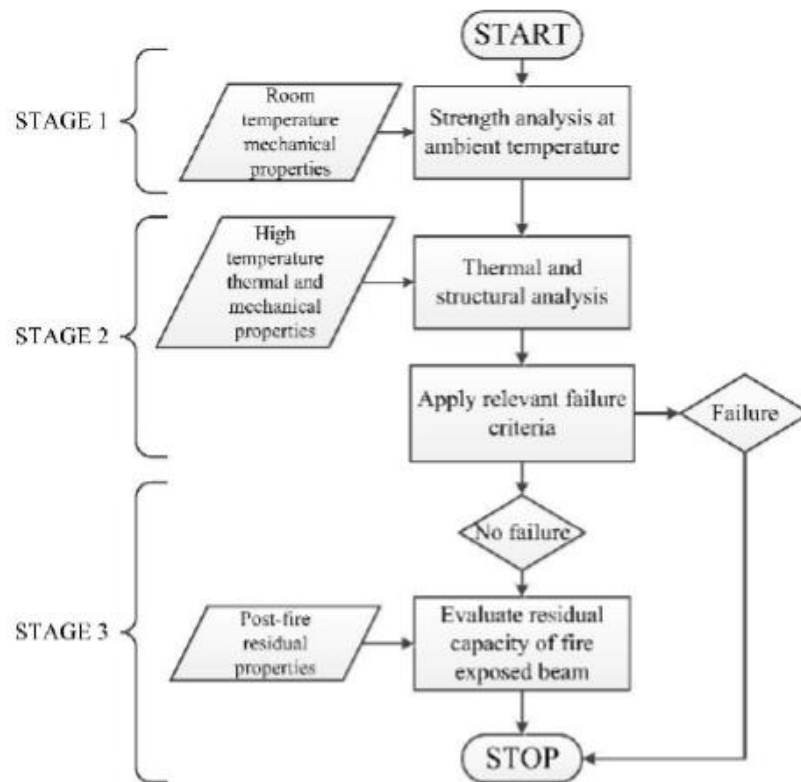 START
STAGE 1
Room
temperature
mechanical
properties
Strength analysis at
ambient temperature
STAGE 2
High
temperature
thermal and
mechanical
properties
Thermal and
structural analysis
Apply relevant failure
criteria
Failure
No failure
STAGE 3
Post-fire
residual
properties
Evaluate residual
capacity of fire
exposed beam
STOP